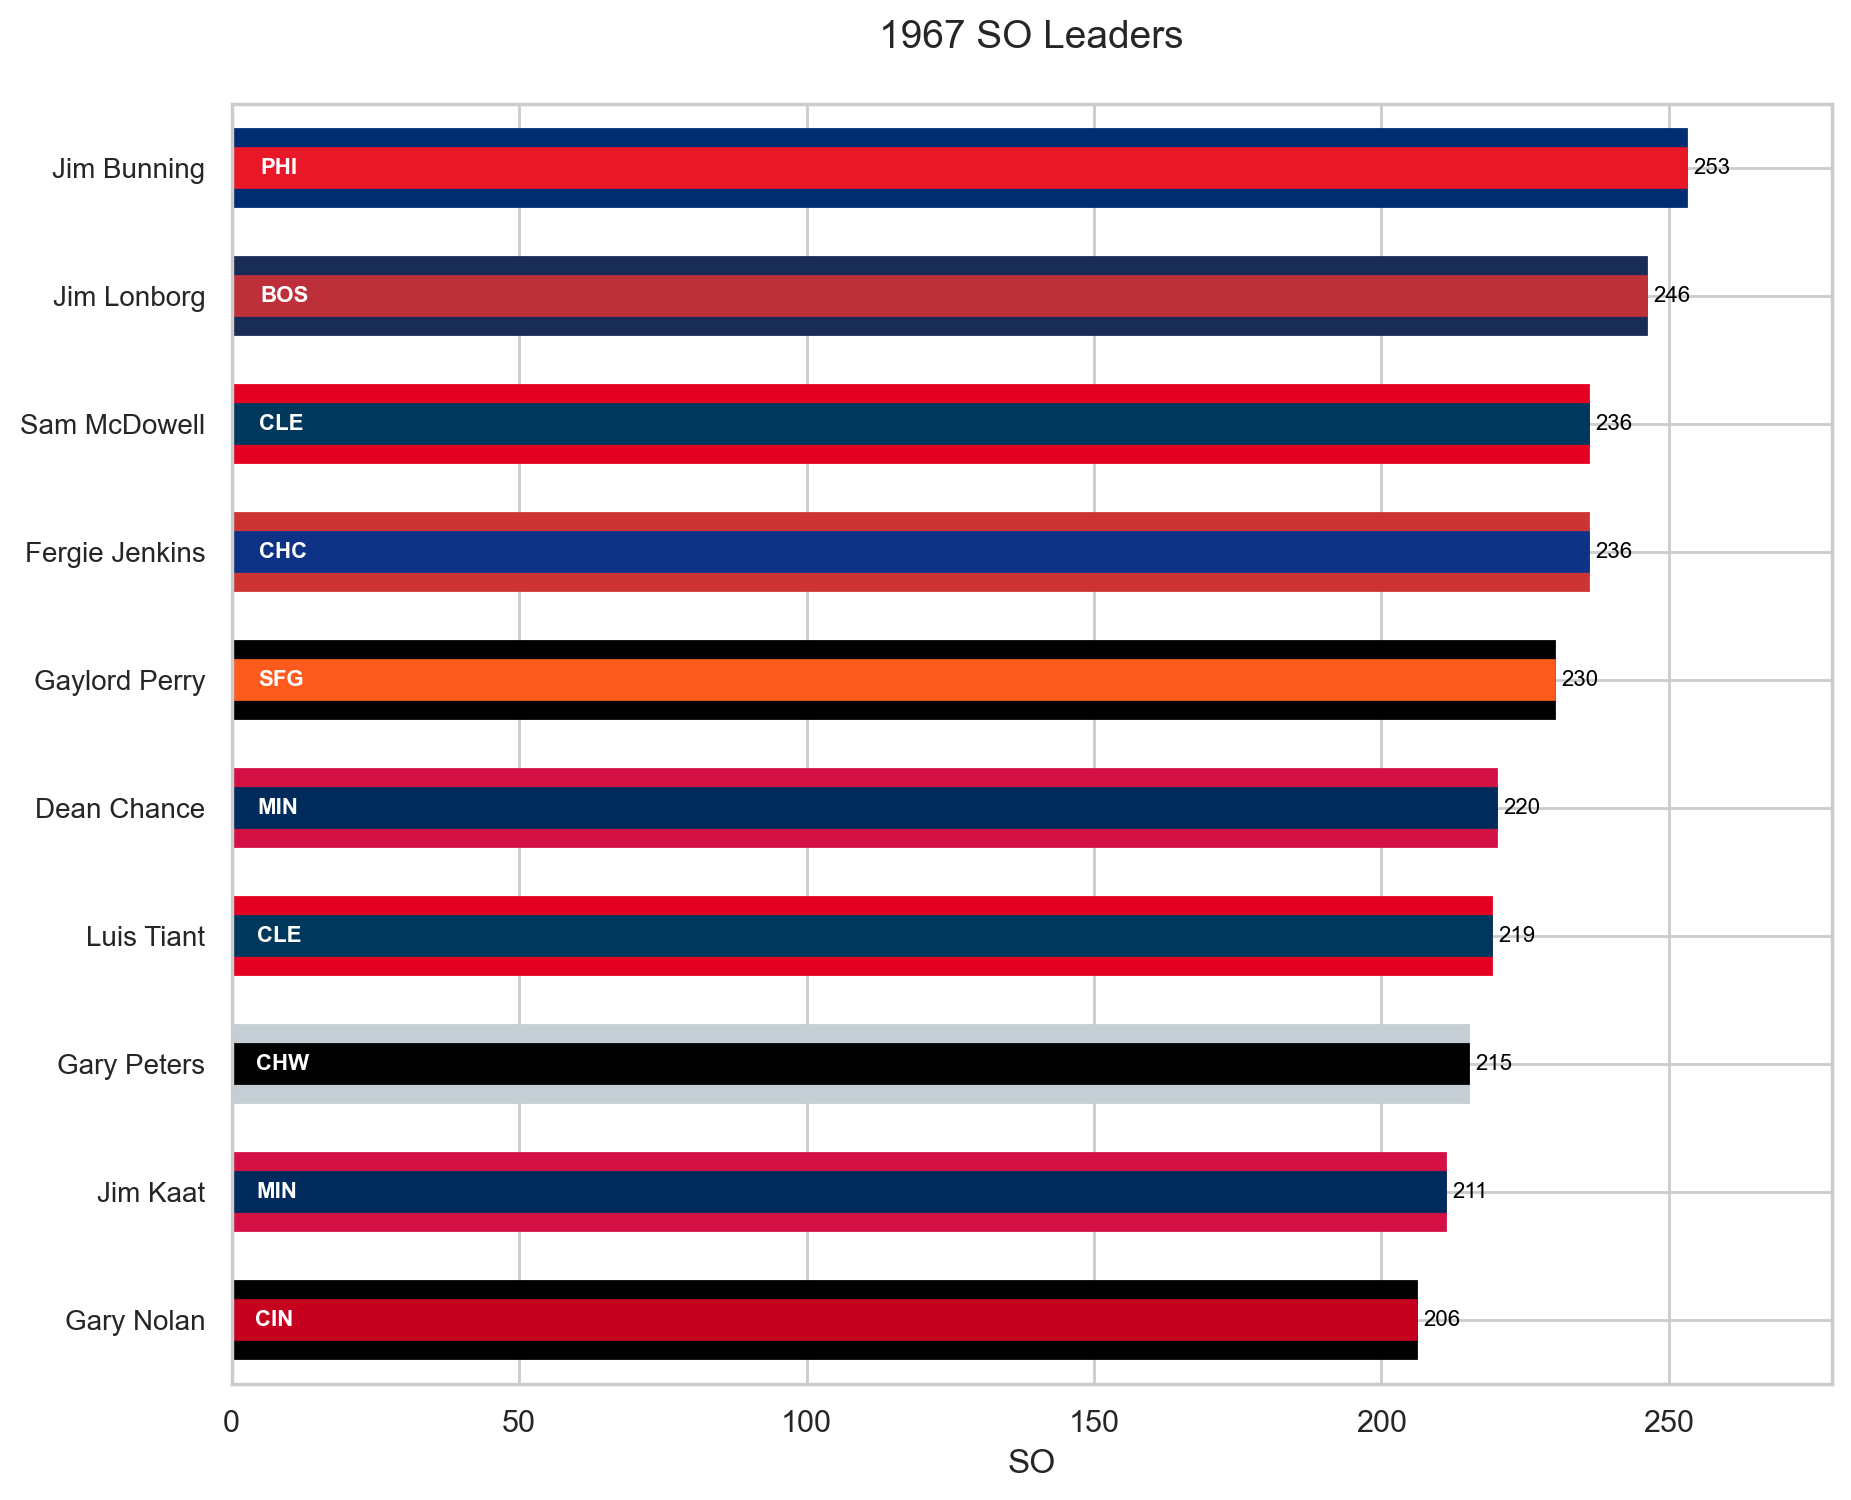 1967 SO Leaders
Jim Bunning PHI 253
Jim Lonborg BOS 246
Sam McDowell CLE 236
Fergie Jenkins CHC 236
Gaylord Perry SFG 230
Dean Chance MIN 220
Luis Tiant CLE 219
Gary Peters CHW 215
Jim Kaat MIN 211
Gary Nolan CIN 206
0 50 100 150 200 250
SO